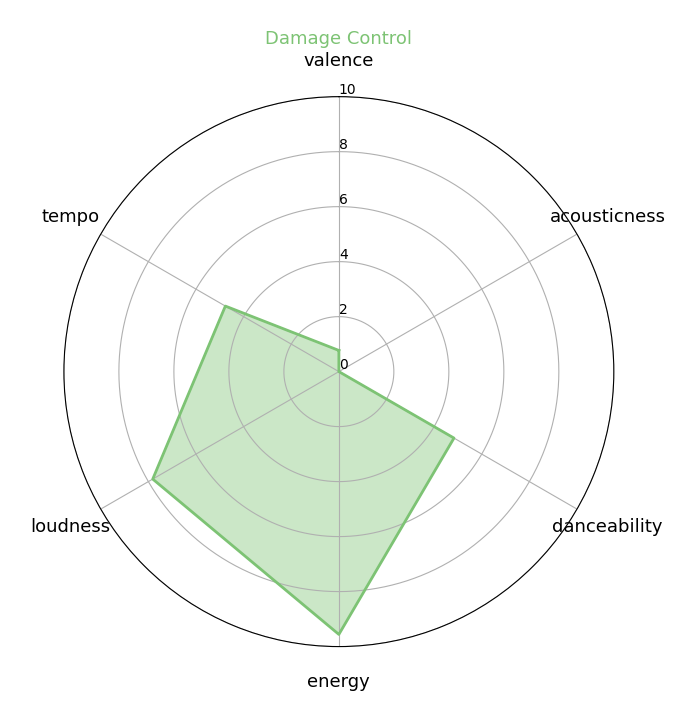 Damage Control
valence
10
8
6
4
2
0
tempo
acousticness
loudness
danceability
energy